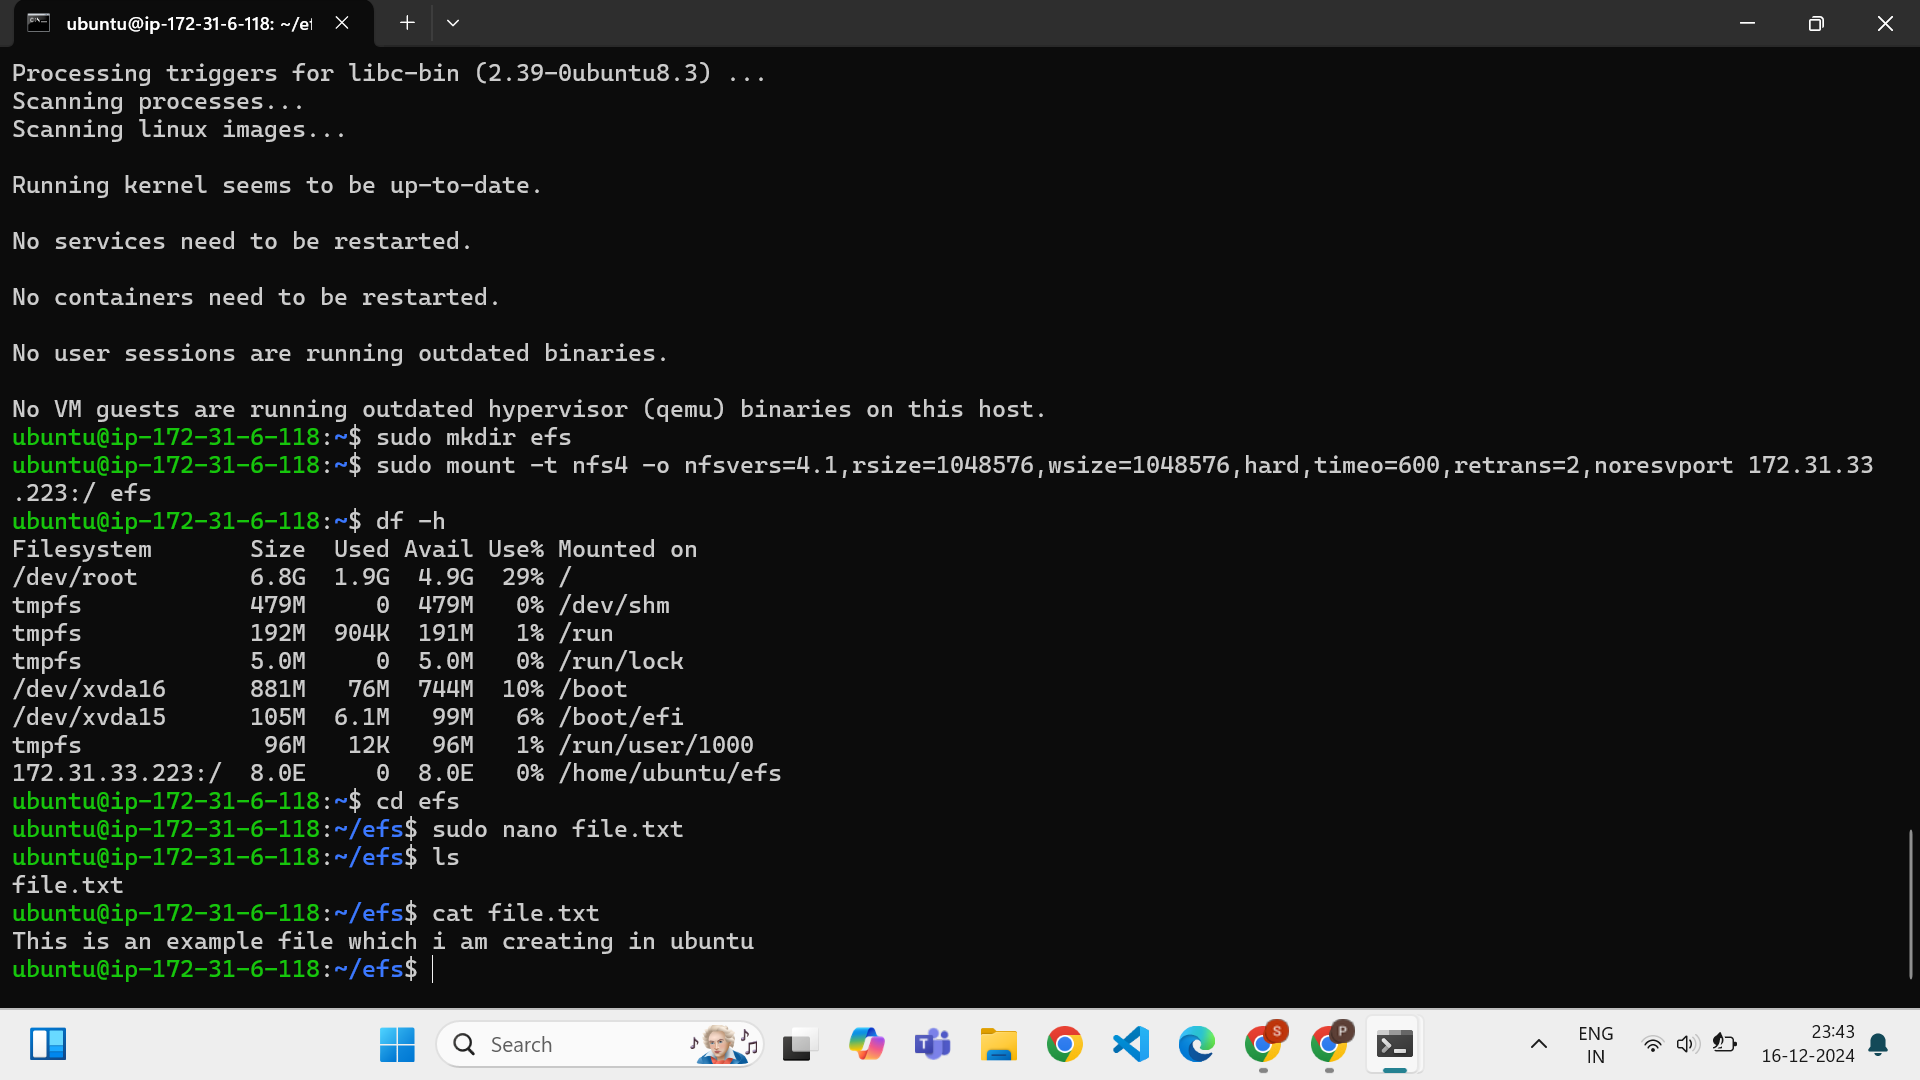 ubuntu@ip-172-31-6-118: ~/ef
Processing triggers for libc-bin (2.39-0ubuntu8.3) ...
Scanning processes...
Scanning linux images...
Running kernel seems to be up-to-date.
No services need to be restarted.
No containers need to be restarted.
No user sessions are running outdated binaries.
No VM guests are running outdated hypervisor (qemu) binaries on this host.
ubuntu@ip-172-31-6-118:~$ sudo mkdir efs
ubuntu@ip-172-31-6-118:~$ sudo mount -t nfs4 -o nfsvers=4.1,rsize=1048576,wsize=1048576,hard,timeo=600,retrans=2,noresvport 172.31.33
.223:/ efs
ubuntu@ip-172-31-6-118:~$ df -h
Filesystem       Size  Used Avail Use% Mounted on
/dev/root        6.8G  1.9G  4.9G  29% /
tmpfs            479M     0  479M   0% /dev/shm
tmpfs            192M  904K  191M   1% /run
tmpfs            5.0M     0  5.0M   0% /run/lock
/dev/xvda16      881M   76M  744M  10% /boot
/dev/xvda15      105M  6.1M   99M   6% /boot/efi
tmpfs             96M   12K   96M   1% /run/user/1000
172.31.33.223:/  8.0E     0  8.0E   0% /home/ubuntu/efs
ubuntu@ip-172-31-6-118:~$ cd efs
ubuntu@ip-172-31-6-118:~/efs$ sudo nano file.txt
ubuntu@ip-172-31-6-118:~/efs$ ls
file.txt
ubuntu@ip-172-31-6-118:~/efs$ cat file.txt
This is an example file which i am creating in ubuntu
ubuntu@ip-172-31-6-118:~/efs$
Search
S
P
ENG
IN
23:43
16-12-2024